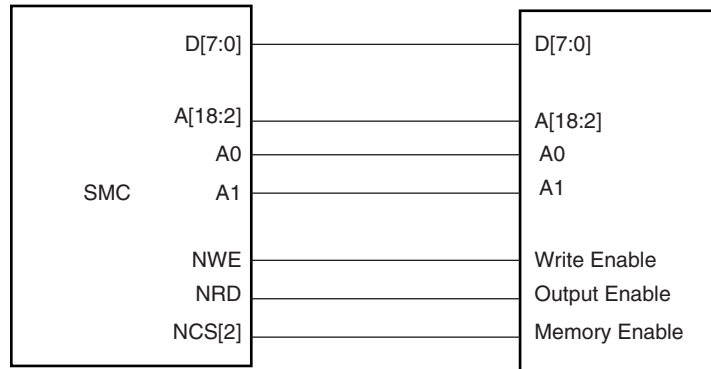 D[7:0] D[7:0]
A[18:2] A[18:2]
A0 A0
SMC A1 A1
NWE Write Enable
NRD Output Enable
NCS[2] Memory Enable